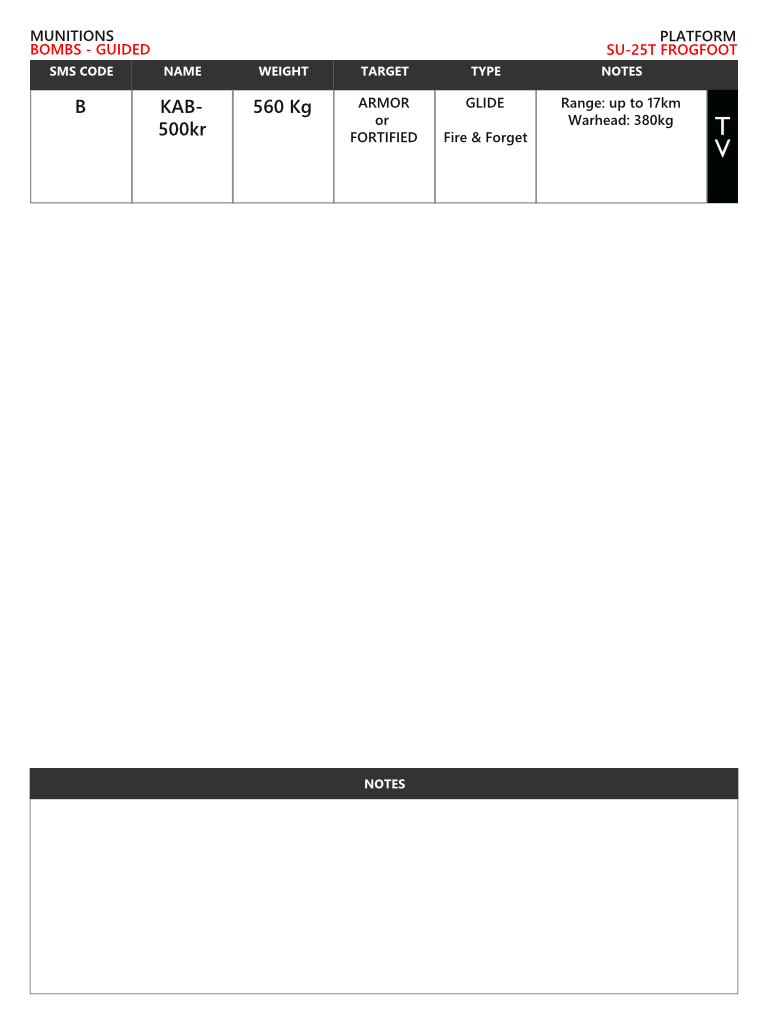 MUNITIONS
BOMBS - GUIDED
PLATFORM
SU-25T FROGFOOT
SMS CODE
NAME
WEIGHT
TARGET
TYPE
NOTES
B
KAB-
500kr
560 Kg
ARMOR
or
FORTIFIED
GLIDE
Fire & Forget
Range: up to 17km
Warhead: 380kg
T
V
NOTES